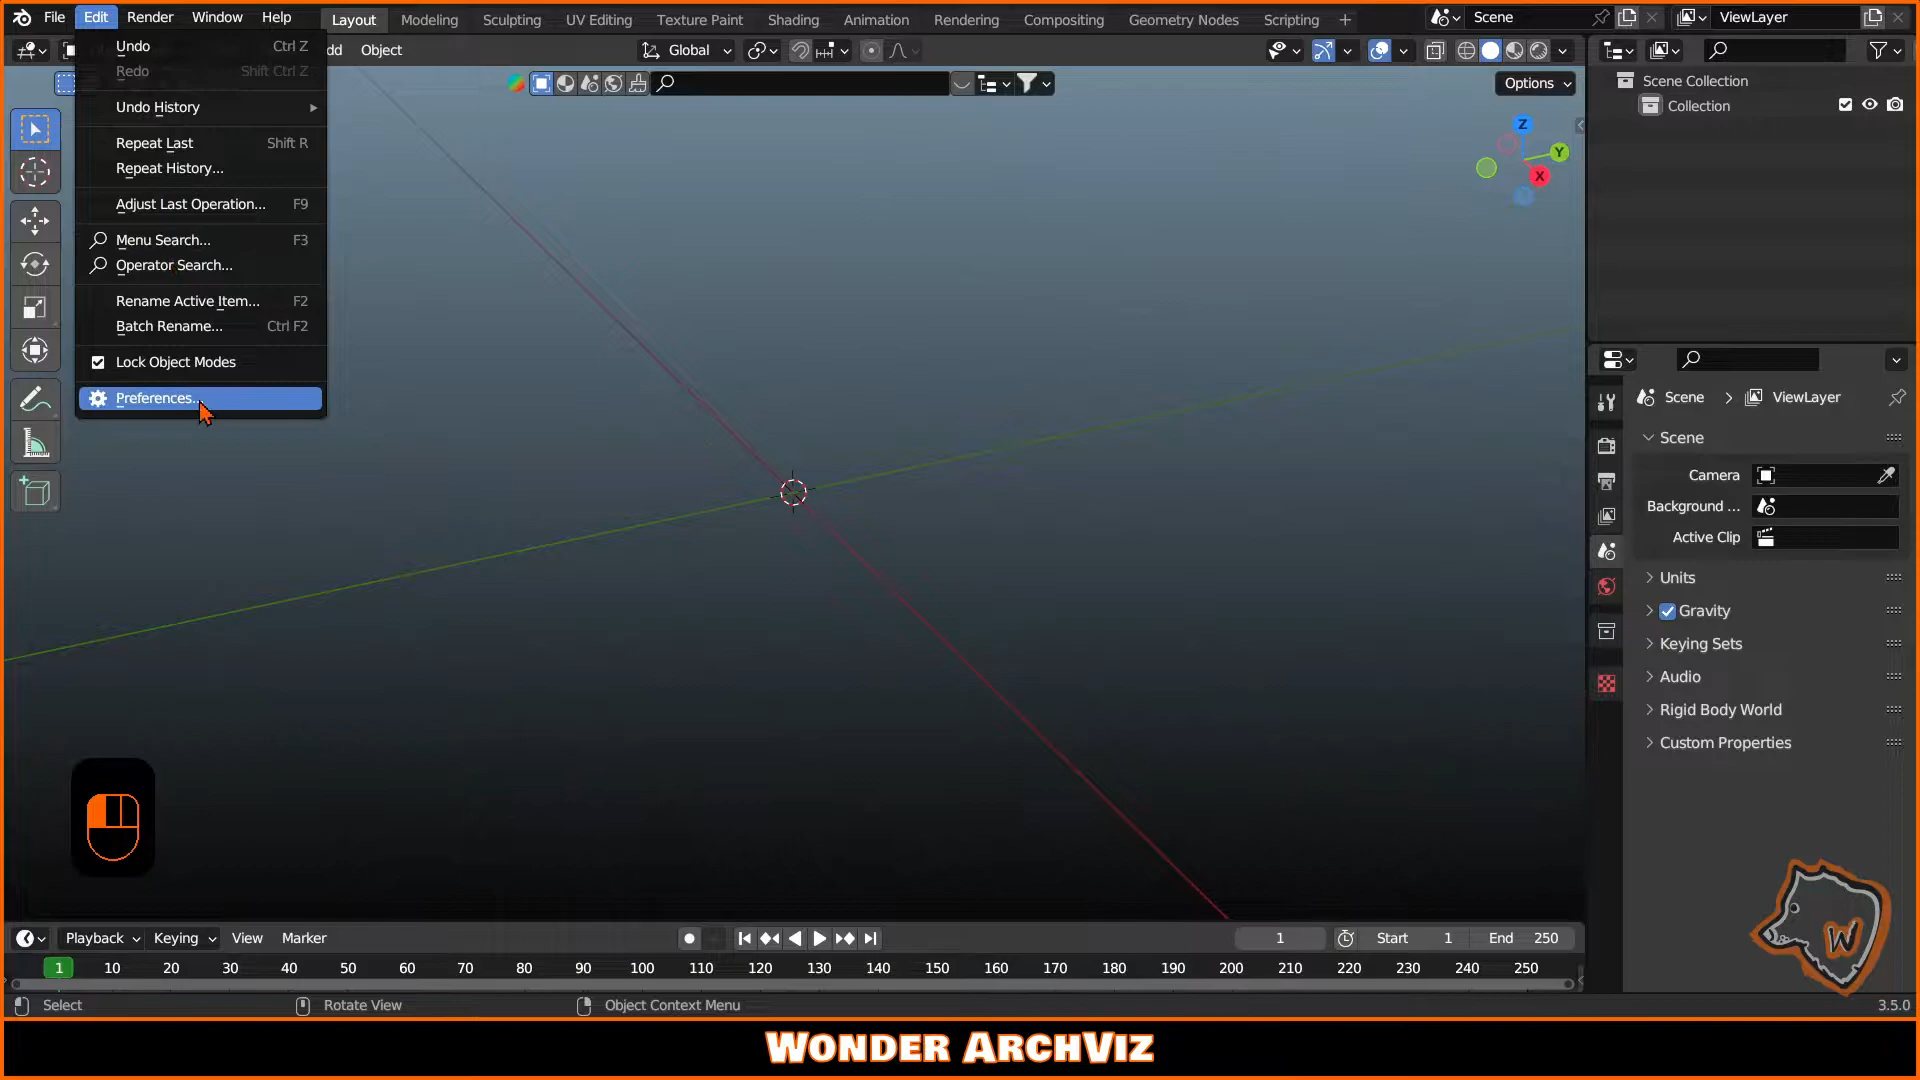 File Edit Render Window Help Layout Modeling Sculpting UV Editing Texture Paint Shading Animation Rendering Compositing Geometry Nodes Scripting + Scene ViewLayer
dd Object Global
Options
Undo Ctrl Z
Redo Shift Ctrl Z
Undo History
Repeat Last Shift R
Repeat History...
Adjust Last Operation... F9
Menu Search... F3
Operator Search...
Rename Active Item... F2
Batch Rename... Ctrl F2
Lock Object Modes
Preferences...
Z
Y
X
Scene Collection
Collection
Scene > ViewLayer
Scene
Camera
Background ...
Active Clip
Units
Gravity
Keying Sets
Audio
Rigid Body World
Custom Properties
W
Playback Keying View Marker 1 Start 1 End 250
1 10 20 30 40 50 60 70 80 90 100 110 120 130 140 150 160 170 180 190 200 210 220 230 240 250
Select Rotate View Object Context Menu 3.5.0
WONDER ARCHVIZ